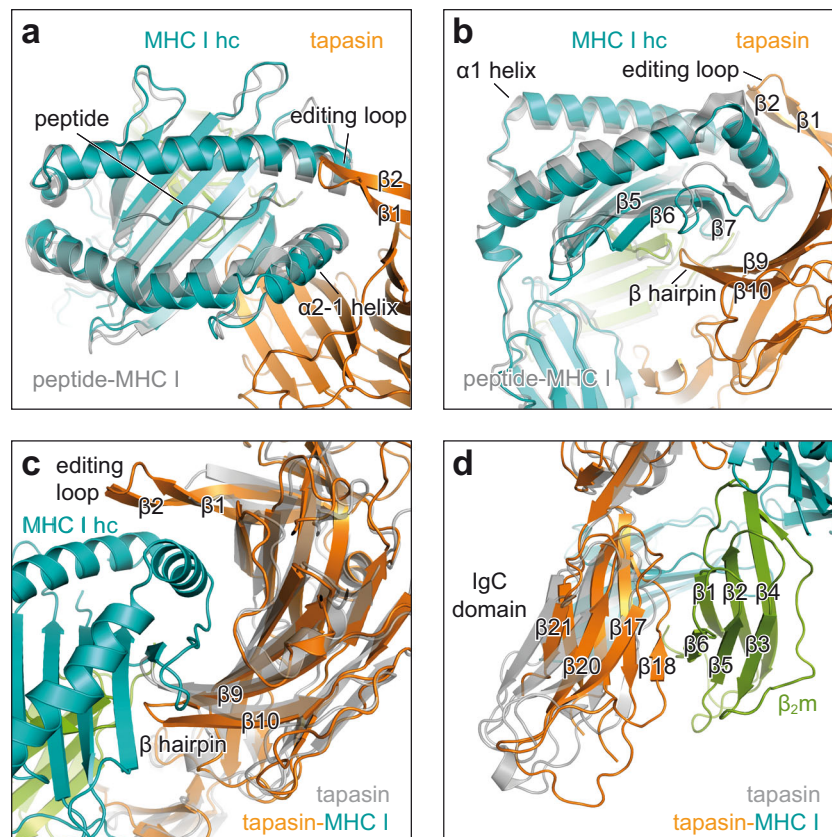 a
MHC I hc
tapasin
peptide
editing loop
β2
β1
α2-1 helix
peptide-MHC I
b
MHC I hc
tapasin
α1 helix
editing loop
β2
β1
β5
β6
β7
β9
β hairpin
β10
peptide-MHC I
c
editing
loop
β2
β1
MHC I hc
β9
β10
β hairpin
tapasin
tapasin-MHC I
d
IgC
domain
β1
β2
β4
β21
β17
β6
β3
β20
β18
β5
β₂m
tapasin
tapasin-MHC I